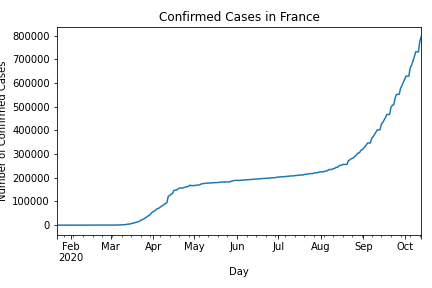 Confirmed Cases in France
Number of Confirmed Cases
800000
700000
600000
500000
400000
300000
200000
100000
0
Feb Mar Apr May Jun Jul Aug Sep Oct
2020
Day